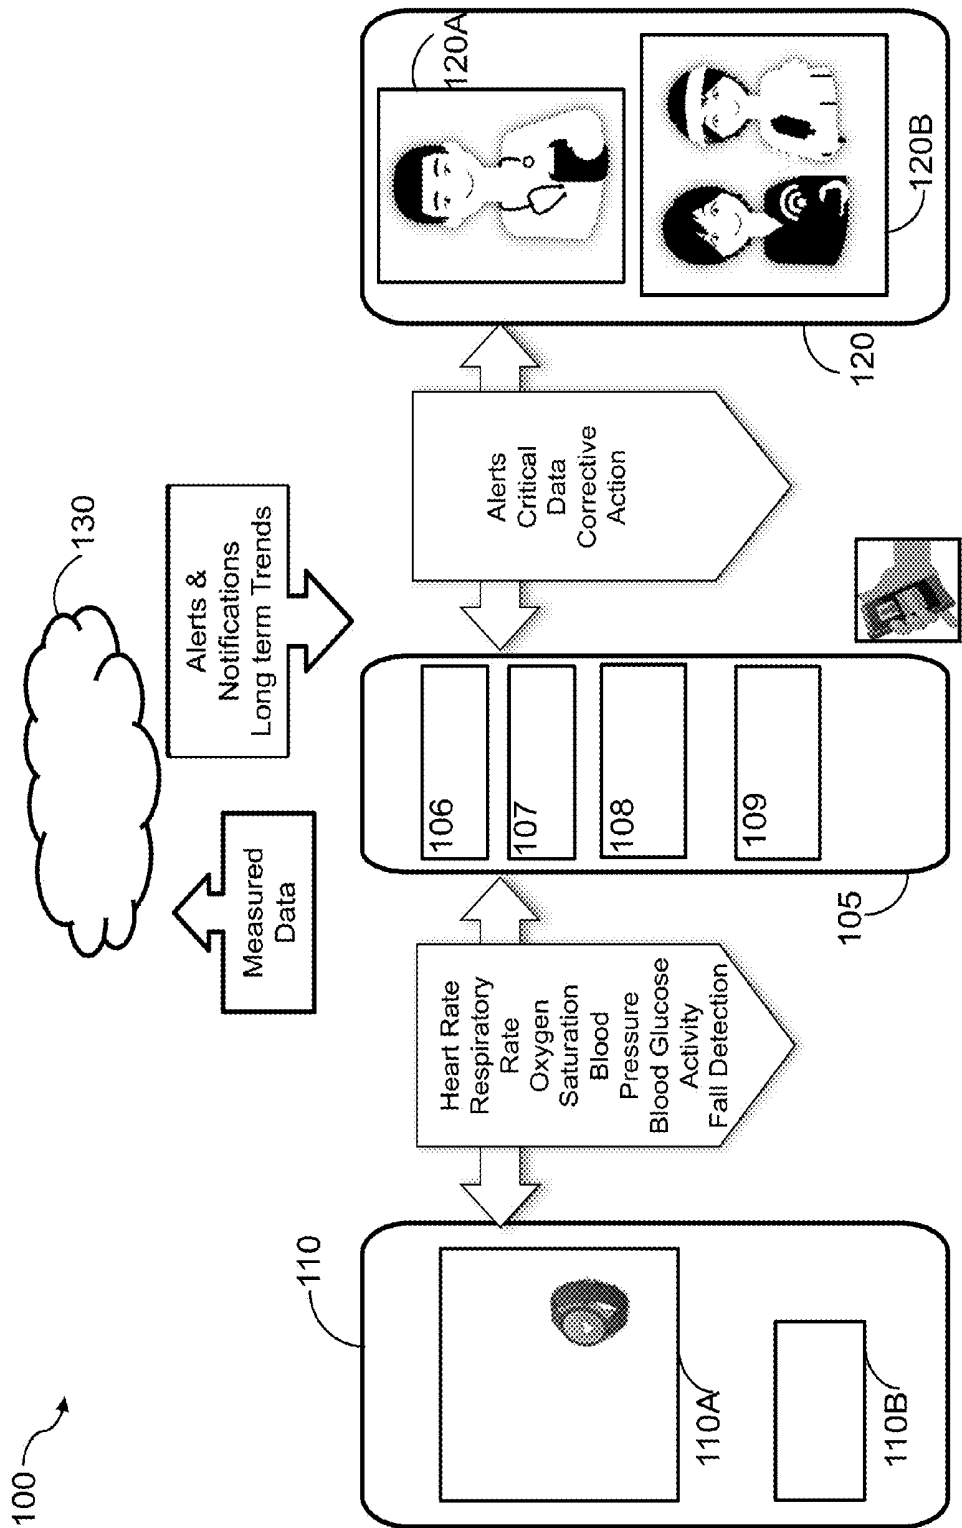 100
130
Measured
Data
Alerts &
Notifications
Long term Trends
110
110A
110B
Heart Rate
Respiratory
Rate
Oxygen
Saturation
Blood
Pressure
Blood Glucose
Activity
Fall Detection
105
106
107
108
109
Alerts
Critical
Data
Corrective
Action
120
120A
120B